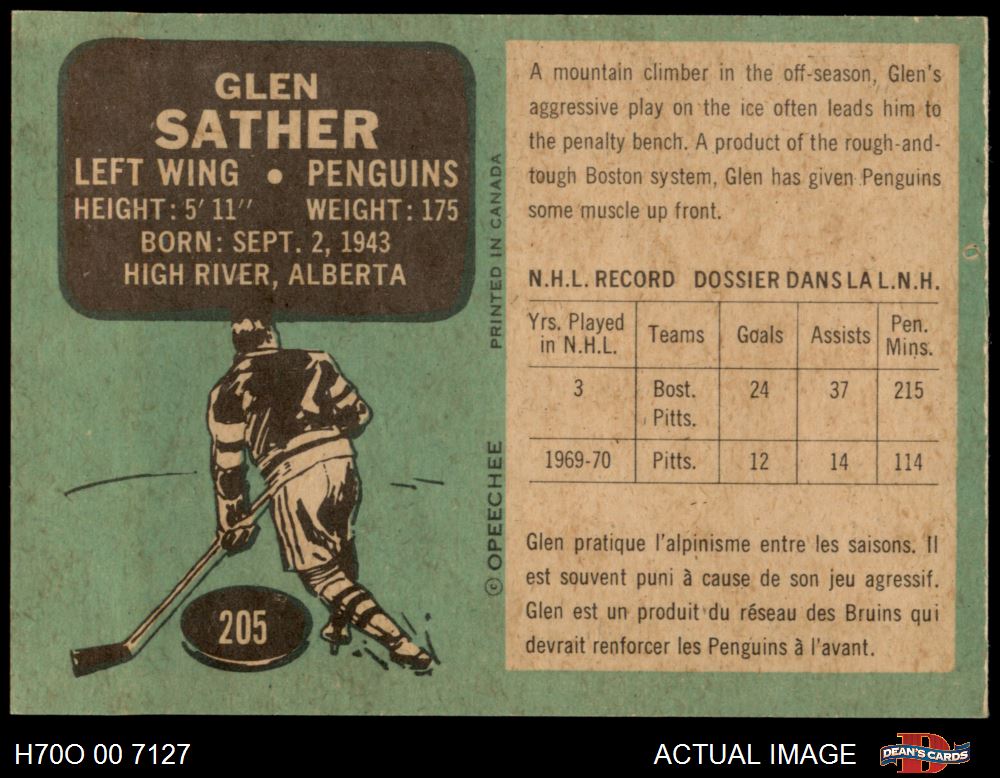 GLEN
SATHER
LEFT WING • PENGUINS
HEIGHT: 5' 11" WEIGHT: 175
BORN: SEPT. 2, 1943
HIGH RIVER, ALBERTA
205
© OPEECHEE PRINTED IN CANADA
A mountain climber in the off-season, Glen's
aggressive play on the ice often leads him to
the penalty bench. A product of the rough-and-
tough Boston system, Glen has given Penguins
some muscle up front.
N.H.L. RECORD DOSSIER DANS LA L.N.H.
Yrs. Played in N.H.L. Teams Goals Assists Pen. Mins.
3 Bost. Pitts. 24 37 215
1969-70 Pitts. 12 14 114
Glen pratique l'alpinisme entre les saisons. Il
est souvent puni à cause de son jeu agressif.
Glen est un produit du réseau des Bruins qui
devrait renforcer les Penguins à l'avant.
H70O 00 7127
ACTUAL IMAGE
D
DEAN'S CARDS